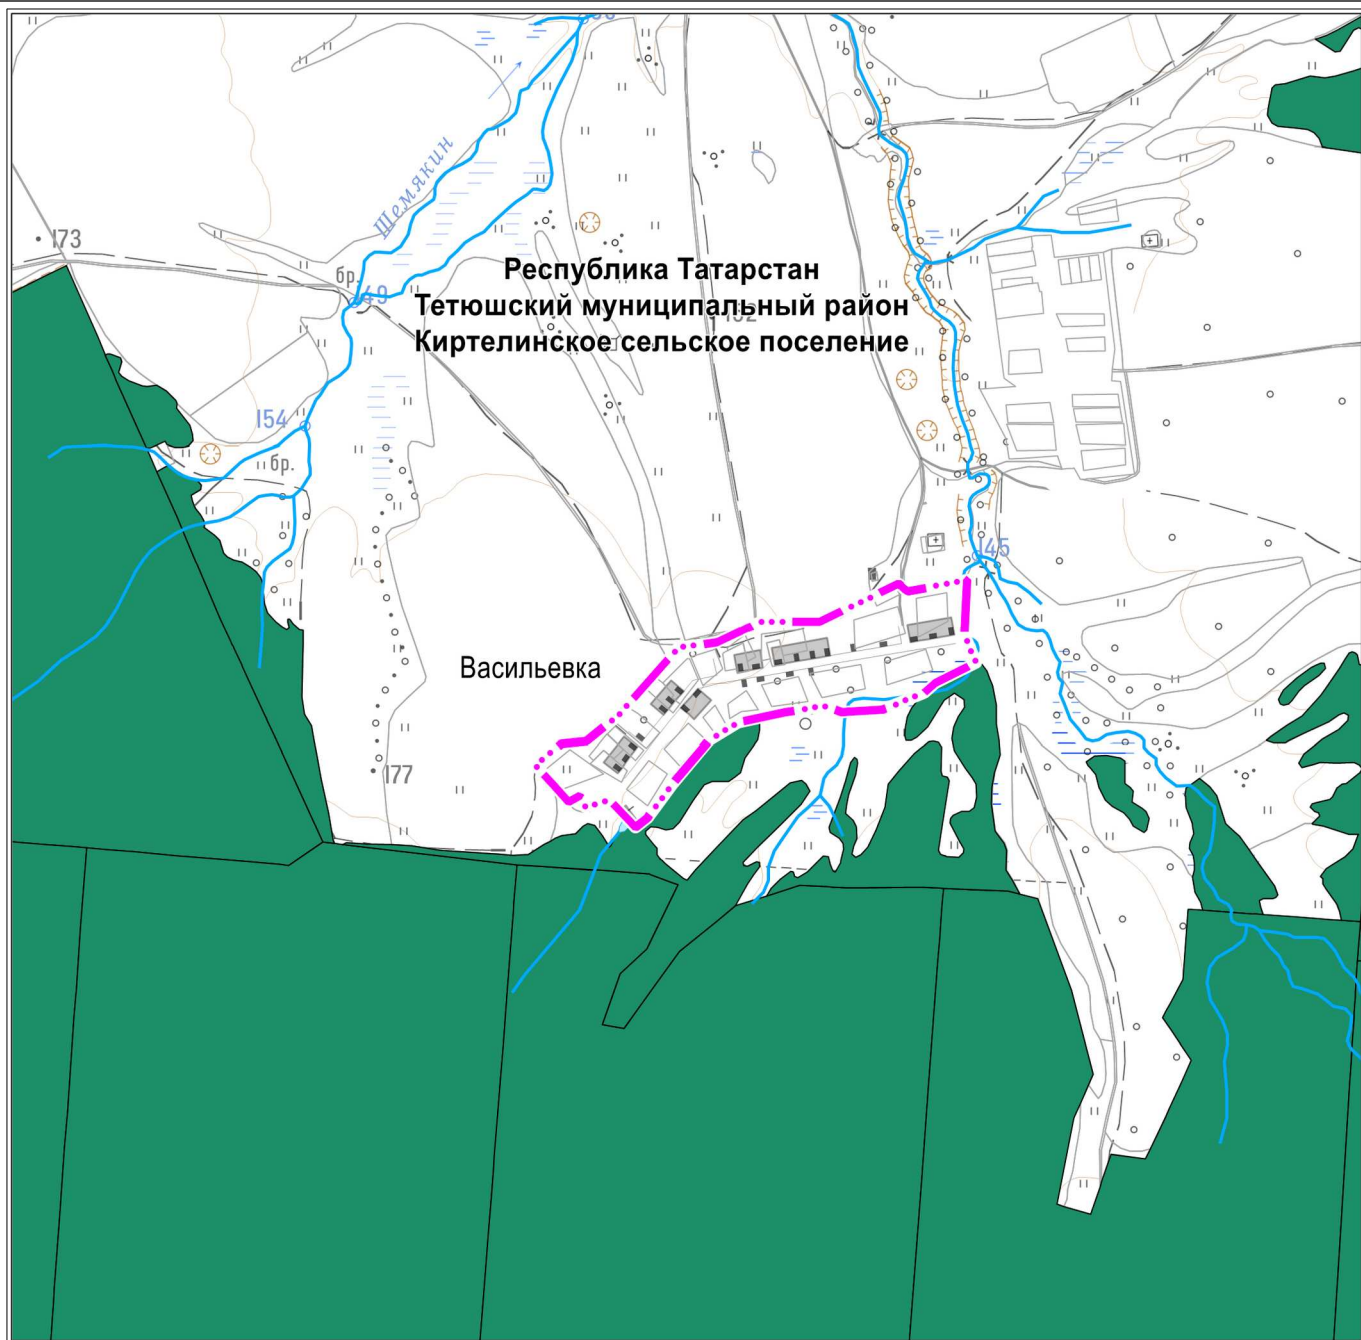 Шемякин
173
бр.
149
Республика Татарстан
Тетюшский муниципальный район
Киртелинское сельское поселение
154
бр.
145
Васильевка
177